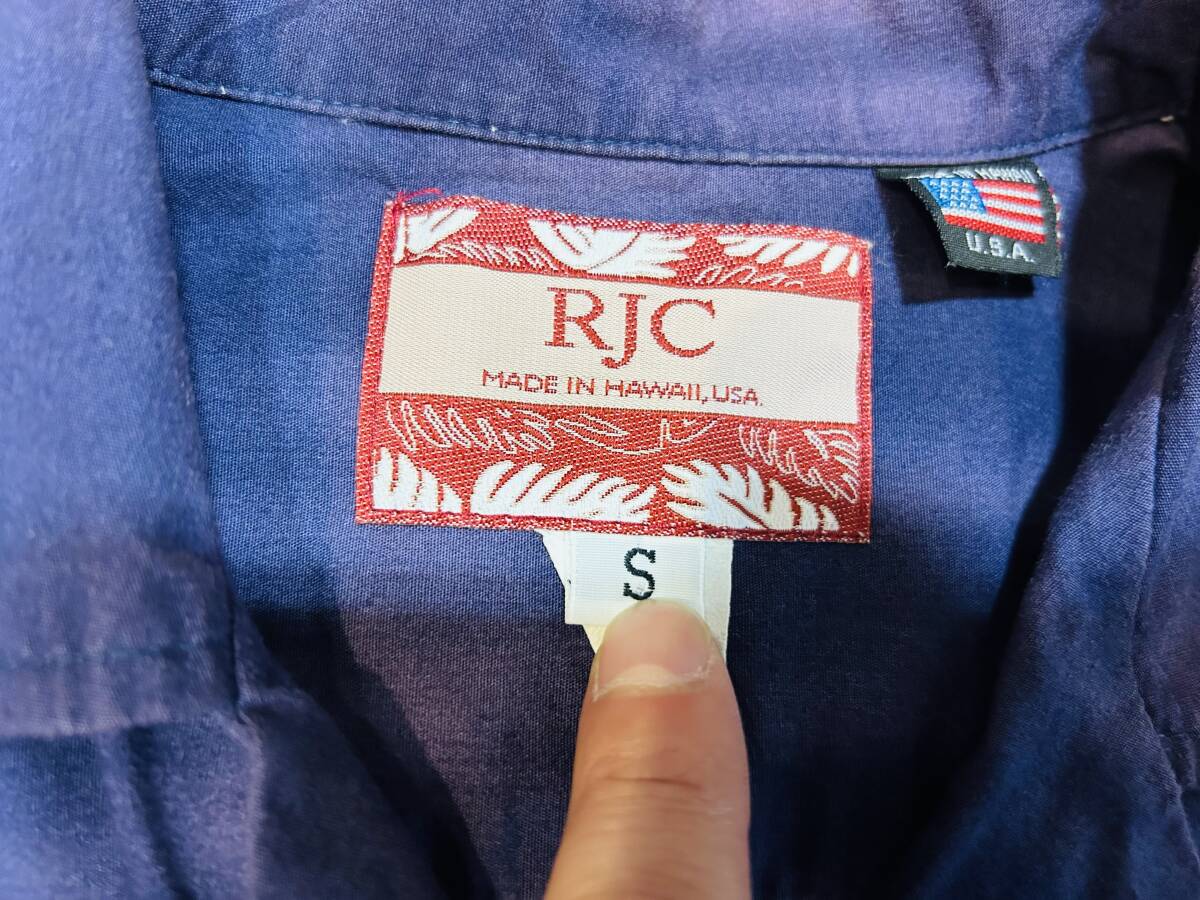 RJC
MADE IN HAWAII, USA.
S
U.S.A.